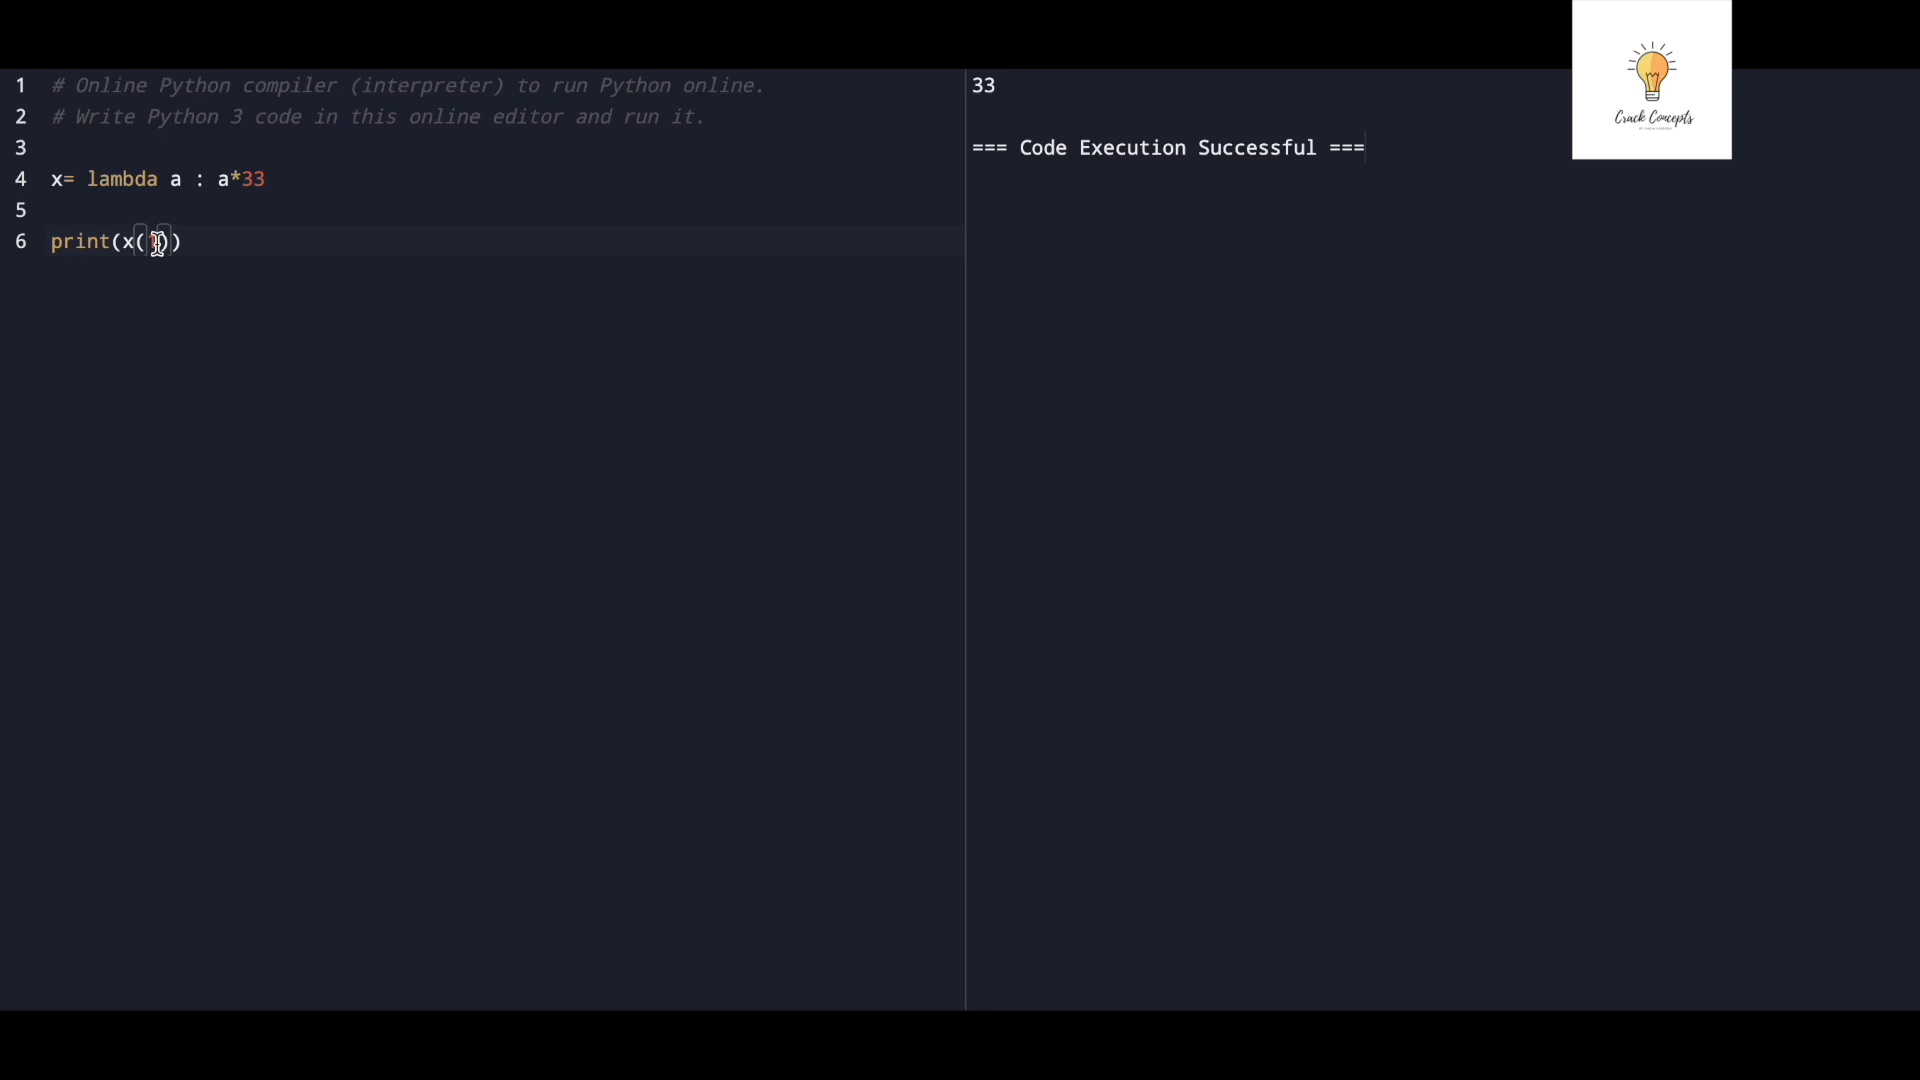 1 # Online Python compiler (interpreter) to run Python online.
2 # Write Python 3 code in this online editor and run it.
3
4 x= lambda a : a*33
5
6 print(x())
33
=== Code Execution Successful ===
Crack Concepts